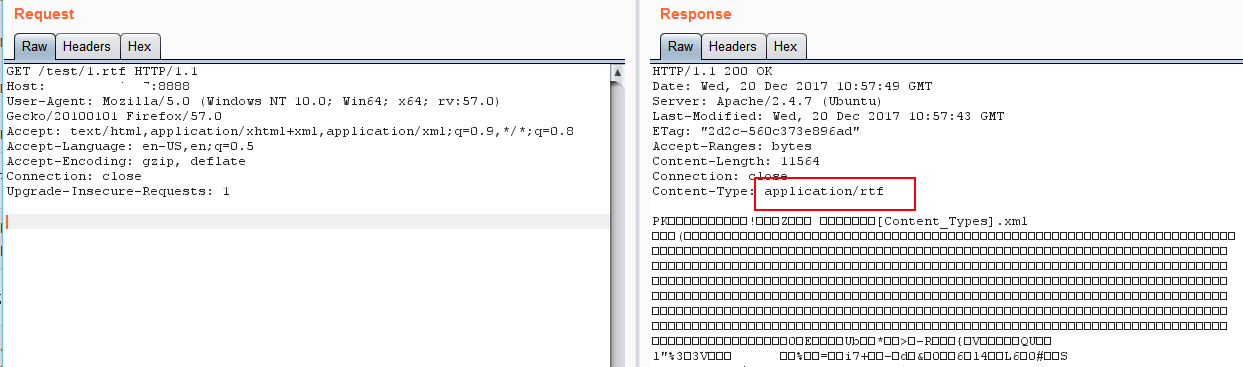 Request
Raw Headers Hex
GET /test/1.rtf HTTP/1.1
Host: :8888
User-Agent: Mozilla/5.0 (Windows NT 10.0; Win64; x64; rv:57.0)
Gecko/20100101 Firefox/57.0
Accept: text/html,application/xhtml+xml,application/xml;q=0.9,*/*;q=0.8
Accept-Language: en-US,en;q=0.5
Accept-Encoding: gzip, deflate
Connection: close
Upgrade-Insecure-Requests: 1
Response
Raw Headers Hex
HTTP/1.1 200 OK
Date: Wed, 20 Dec 2017 10:57:49 GMT
Server: Apache/2.4.7 (Ubuntu)
Last-Modified: Wed, 20 Dec 2017 10:57:43 GMT
ETag: "2d2c-560c373e896ad"
Accept-Ranges: bytes
Content-Length: 11564
Connection: close
Content-Type: application/rtf
PK [Content_Types].xml